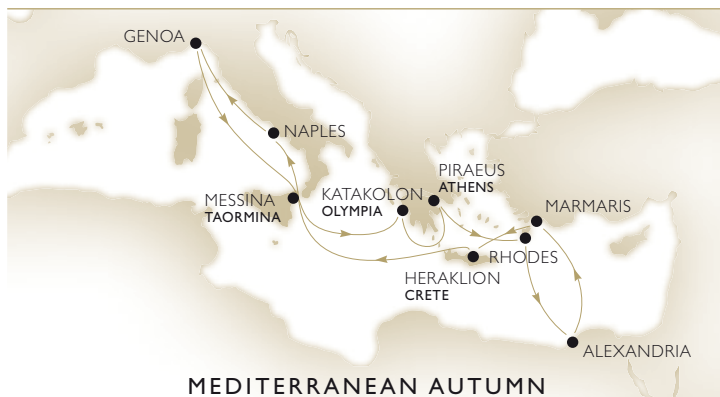 GENOA
NAPLES
MESSINA
TAORMINA
KATAKOLON
OLYMPIA
PIRAEUS
ATHENS
MARMARIS
RHODES
HERAKLION
CRETE
ALEXANDRIA
MEDITERRANEAN AUTUMN